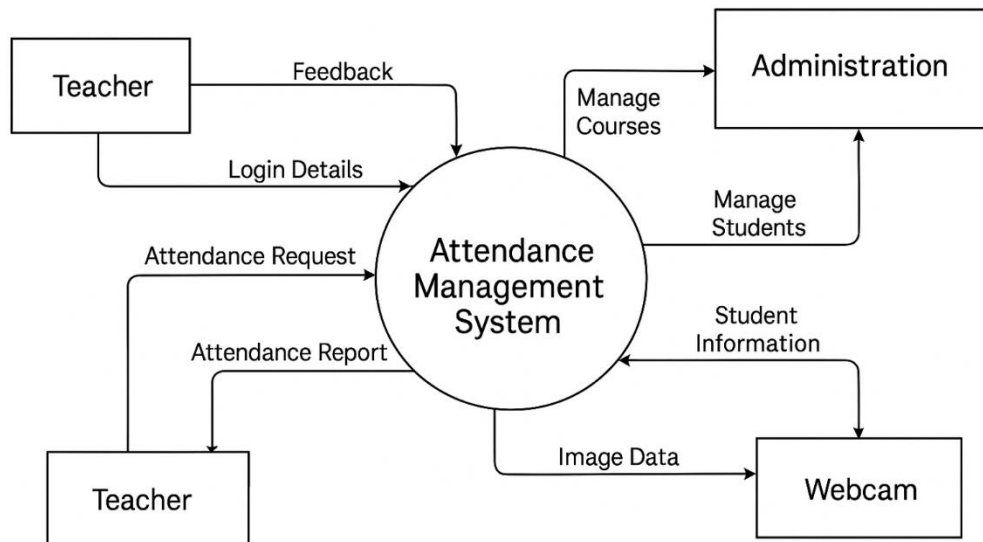 Teacher
Feedback
Login Details
Manage
Courses
Administration
Manage
Students
Attendance
Management
System
Attendance Request
Attendance Report
Student
Information
Teacher
Image Data
Webcam